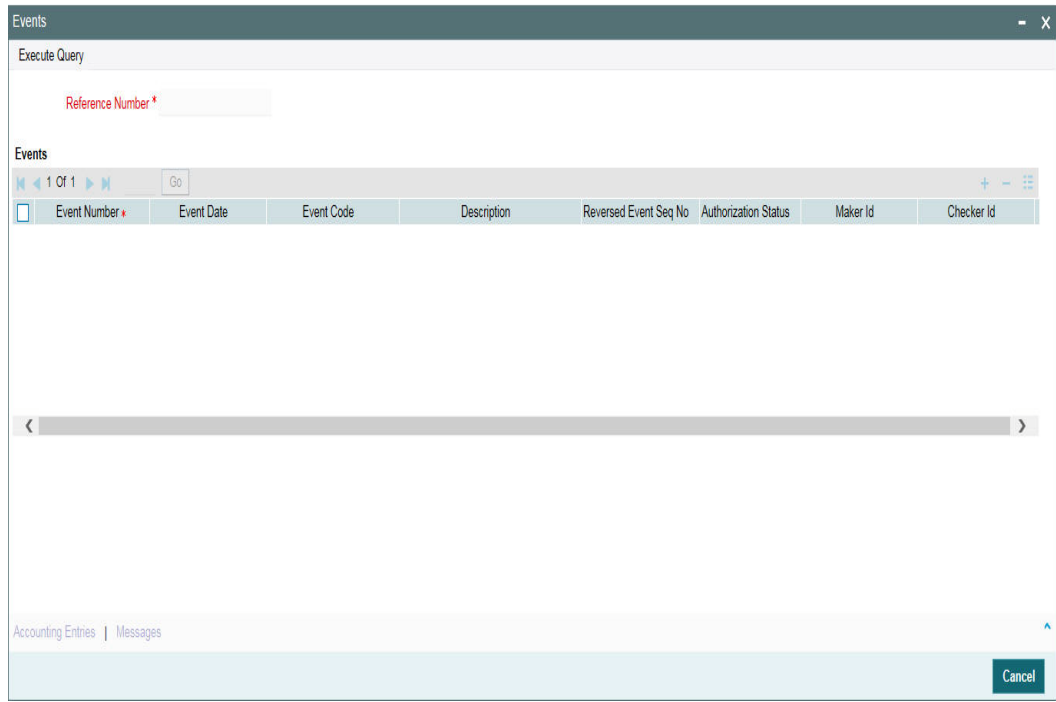 Events
Execute Query
Reference Number *
Events
1 Of 1 Go
Event Number * Event Date Event Code Description Reversed Event Seq No Authorization Status Maker Id Checker Id
Accounting Entries | Messages
Cancel